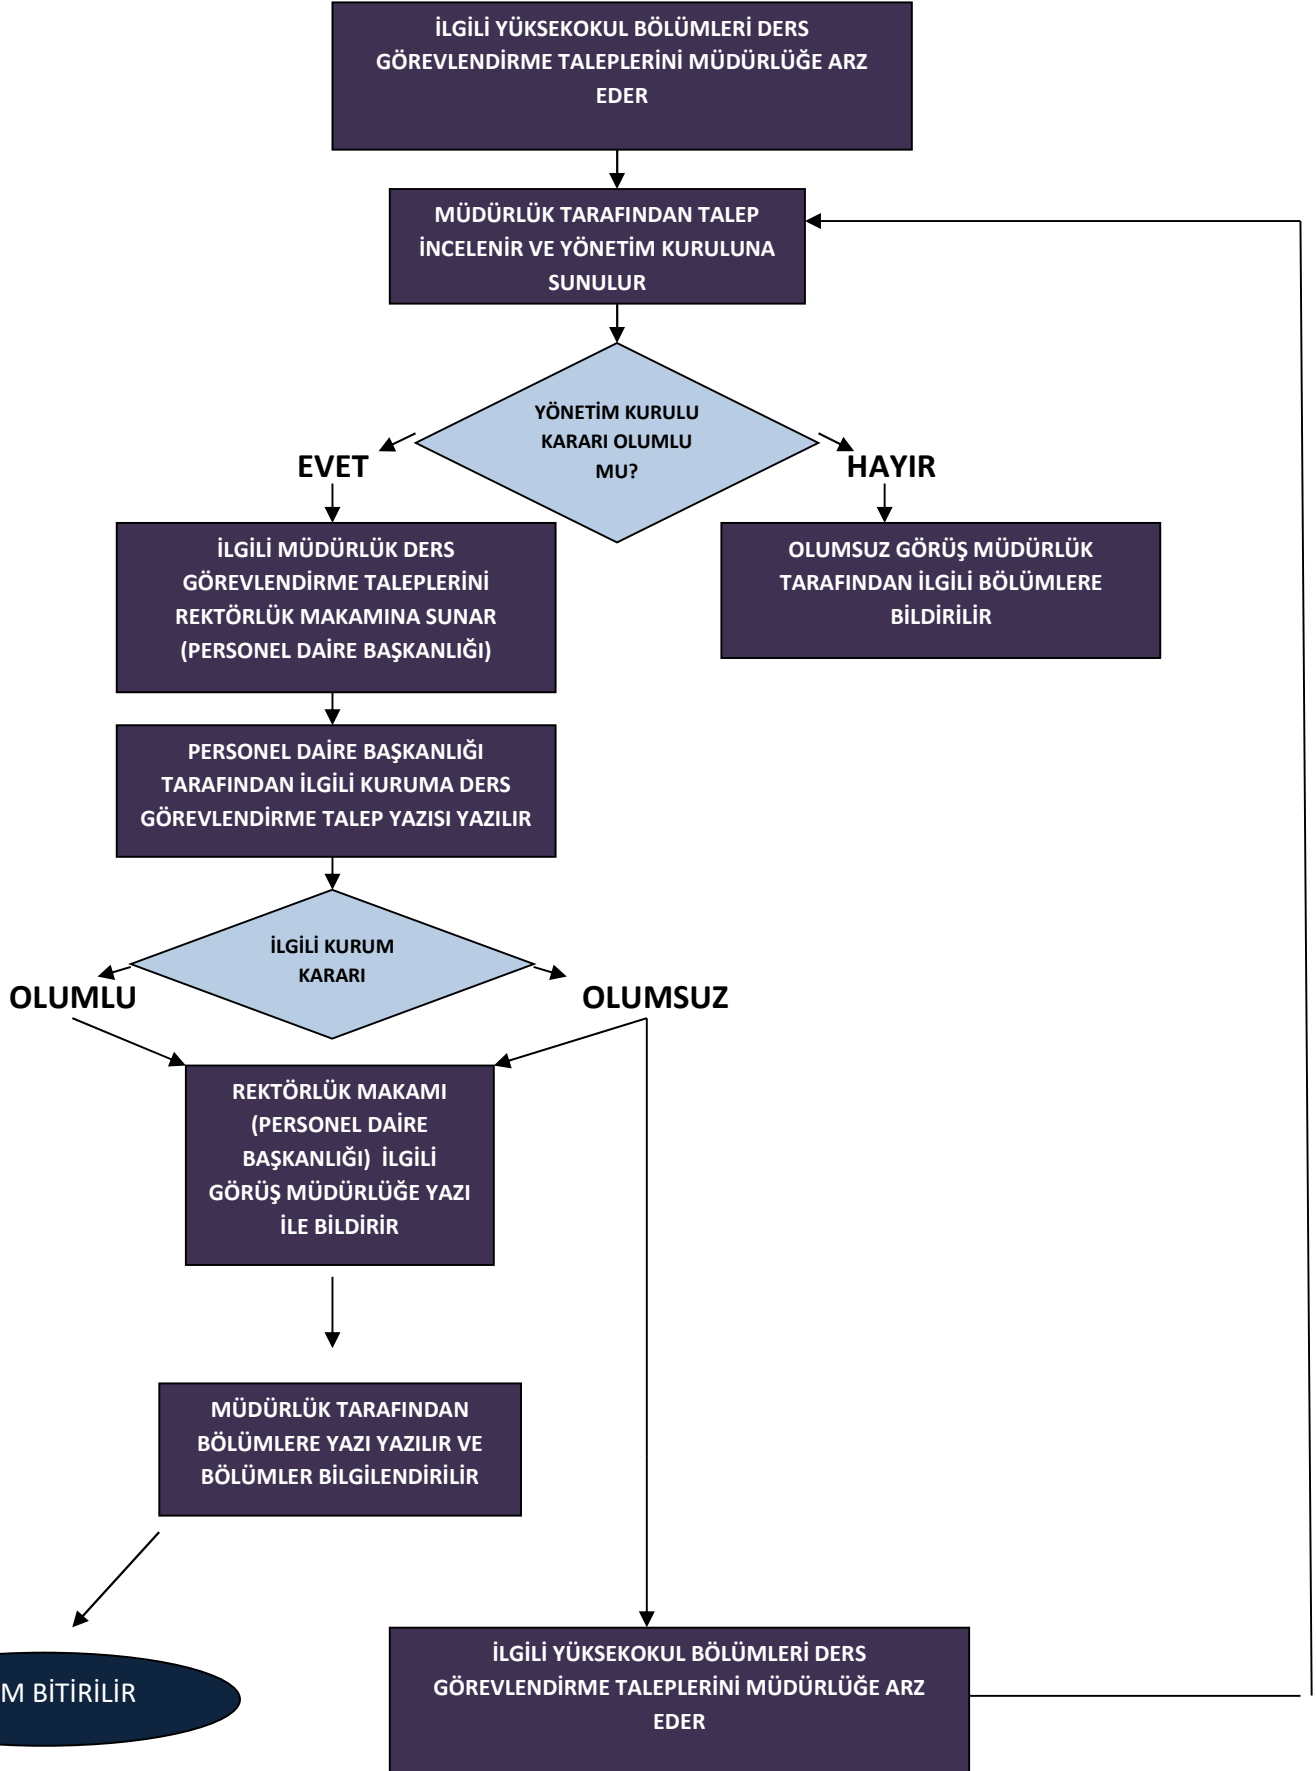 İLGİLİ YÜKSEKOKUL BÖLÜMLERİ DERS
GÖREVLENDİRME TALEPLERİNİ MÜDÜRLÜĞE ARZ
EDER
MÜDÜRLÜK TARAFINDAN TALEP
İNCELENİR VE YÖNETİM KURULUNA
SUNULUR
YÖNETİM KURULU
KARARI OLUMLU
MU?
EVET
HAYIR
İLGİLİ MÜDÜRLÜK DERS
GÖREVLENDİRME TALEPLERİNİ
REKTÖRLÜK MAKAMINA SUNAR
(PERSONEL DAİRE BAŞKANLIĞI)
OLUMSUZ GÖRÜŞ MÜDÜRLÜK
TARAFINDAN İLGİLİ BÖLÜMLERE
BİLDİRİLİR
PERSONEL DAİRE BAŞKANLIĞI
TARAFINDAN İLGİLİ KURUMA DERS
GÖREVLENDİRME TALEP YAZISI YAZILIR
İLGİLİ KURUM
KARARI
OLUMLU
OLUMSUZ
REKTÖRLÜK MAKAMI
(PERSONEL DAİRE
BAŞKANLIĞI) İLGİLİ
GÖRÜŞ MÜDÜRLÜĞE YAZI
İLE BİLDİRİR
MÜDÜRLÜK TARAFINDAN
BÖLÜMLERE YAZI YAZILIR VE
BÖLÜMLER BİLGİLENDİRİLİR
M BİTİRİLİR
İLGİLİ YÜKSEKOKUL BÖLÜMLERİ DERS
GÖREVLENDİRME TALEPLERİNİ MÜDÜRLÜĞE ARZ
EDER